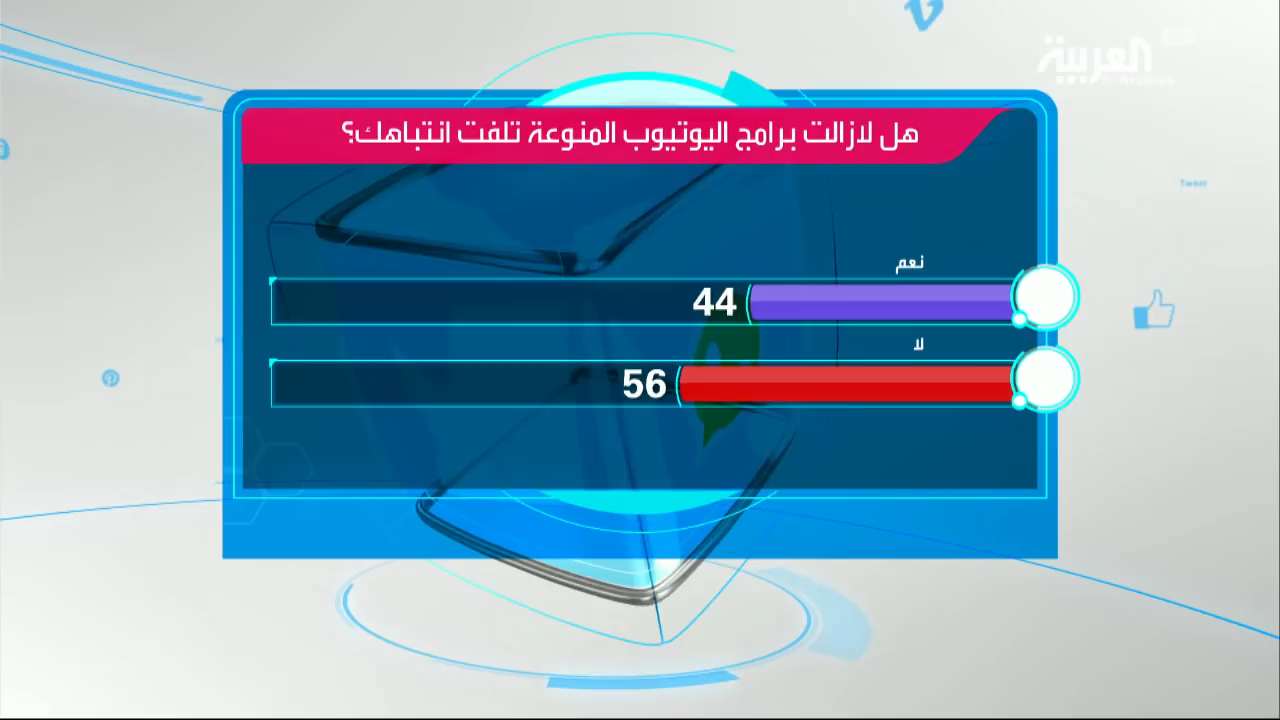 العربية
هل لازالت برامج اليوتيوب المنوعة تلفت انتباهك؟
Tweet
نعم
44
لا
56